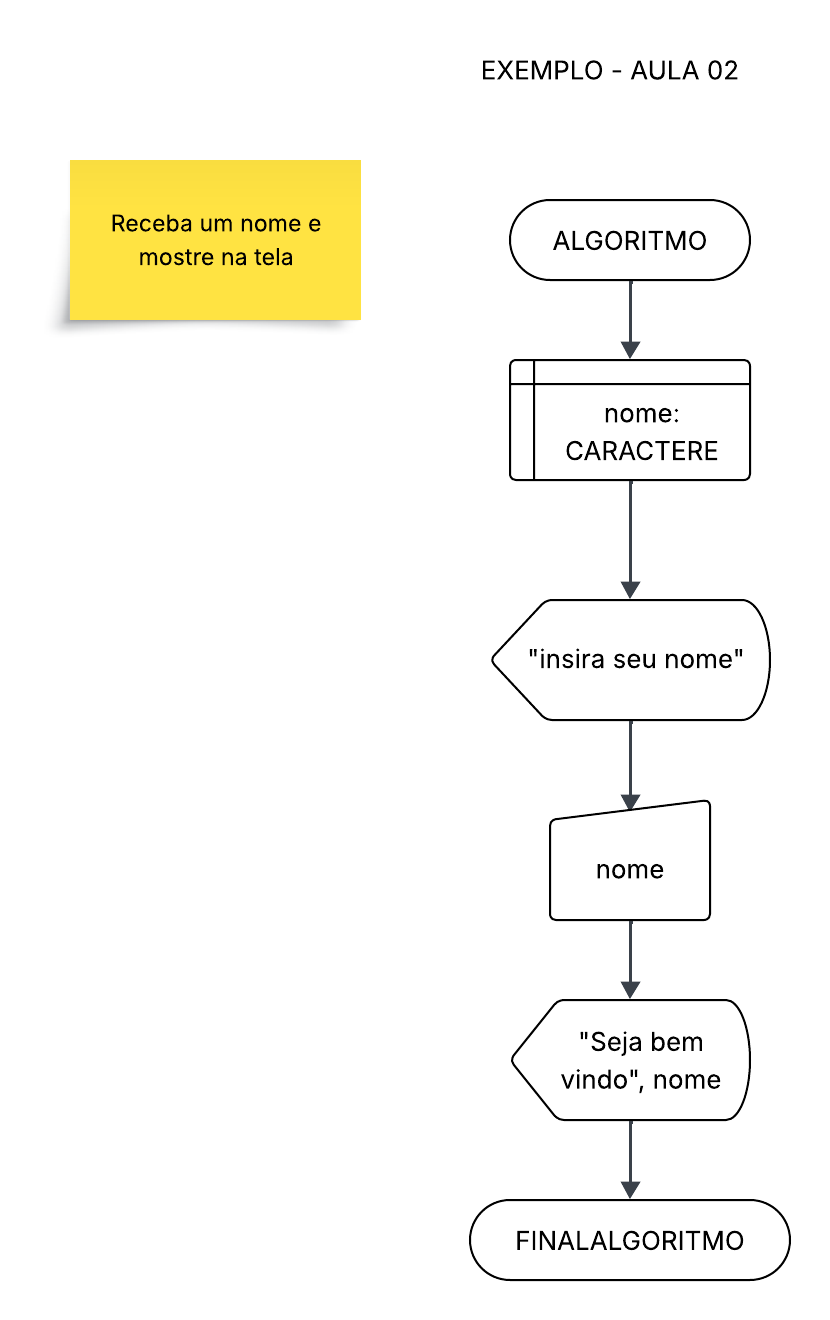 EXEMPLO - AULA 02
Receba um nome e
mostre na tela
ALGORITMO
nome:
CARACTERE
"insira seu nome"
nome
"Seja bem
vindo", nome
FINALALGORITMO